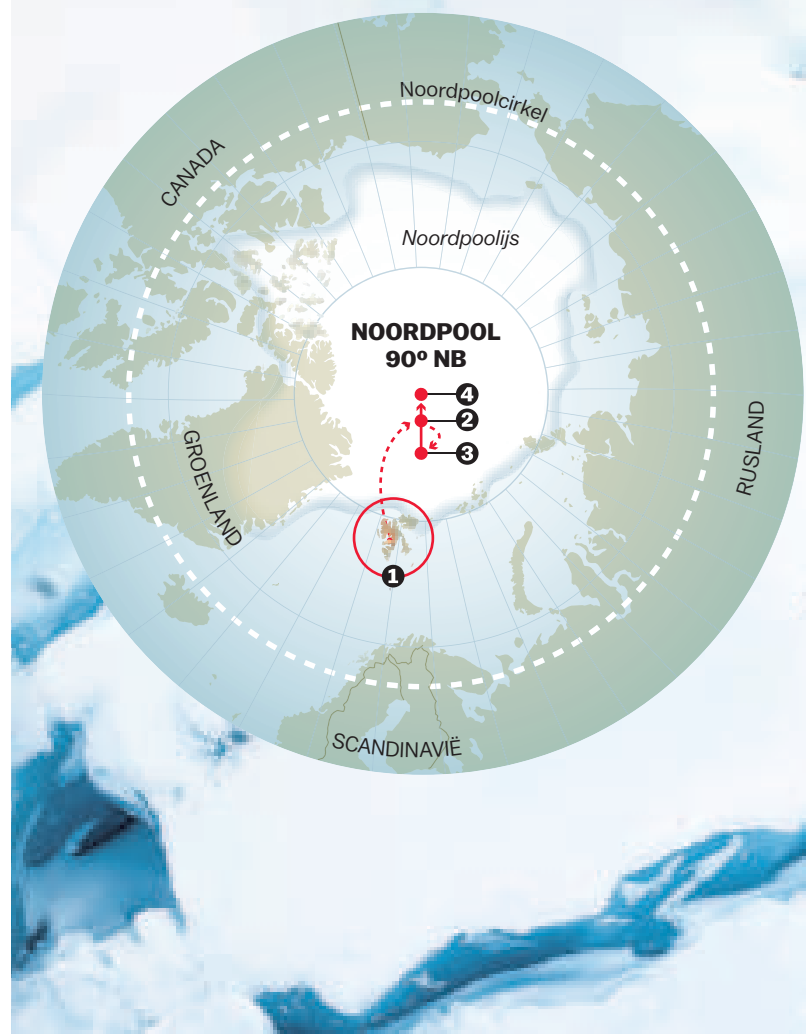 Noordpoolcirkel
CANADA
Noordpoolijs
NOORDPOOL
90º NB
4
2
3
GROENLAND
RUSLAND
1
SCANDINAVIË